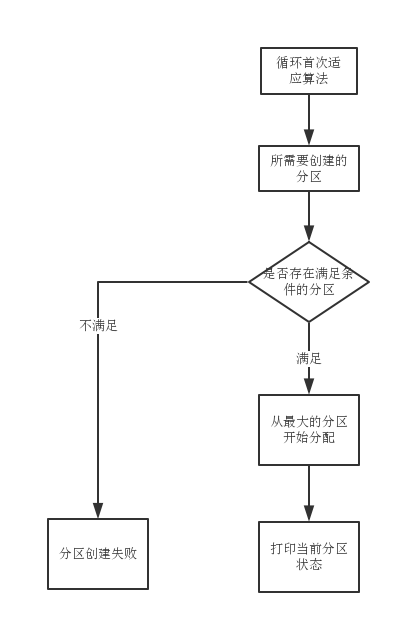 循环首次适
应算法
所需要创建的
分区
是否存在满足条
件的分区
不满足
满足
从最大的分区
开始分配
分区创建失败
打印当前分区
状态